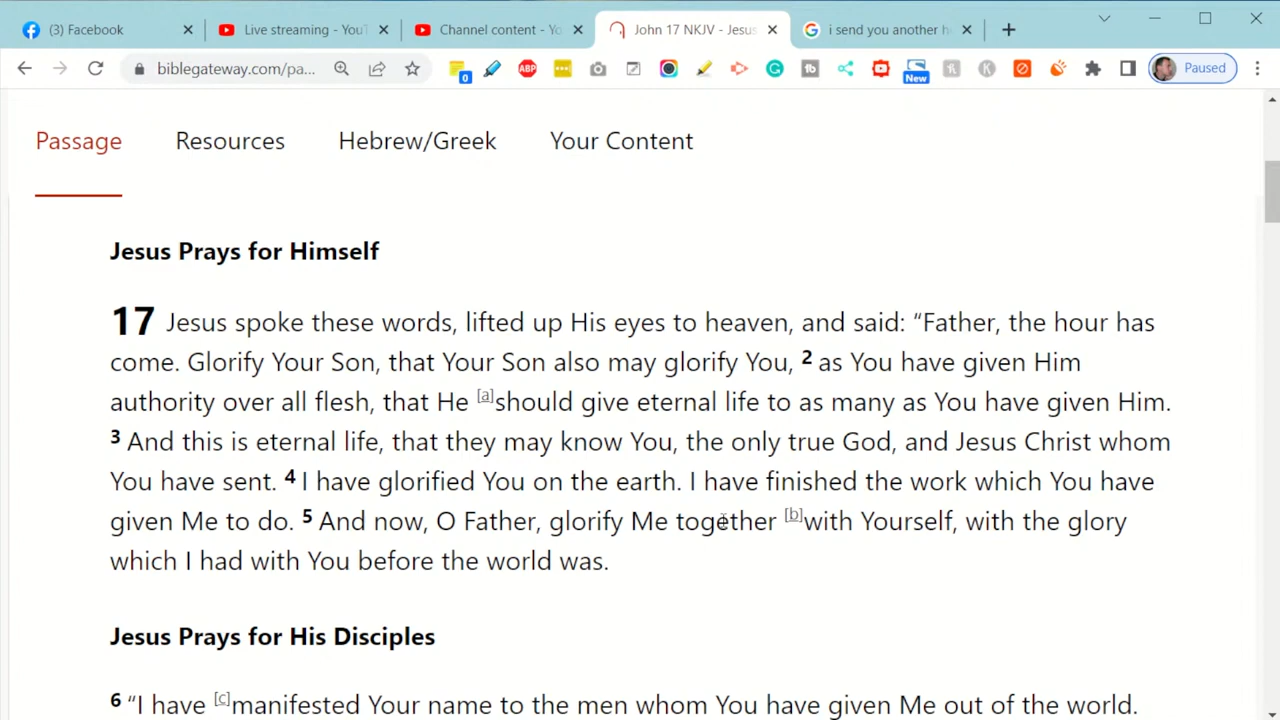 (3) Facebook
Live streaming - YouT
Channel content - Yo
John 17 NKJV - Jesus
i send you another h
biblegateway.com/pa...
0
ABP
tb
New
K
Paused
Passage Resources Hebrew/Greek Your Content
Jesus Prays for Himself
17 Jesus spoke these words, lifted up His eyes to heaven, and said: “Father, the hour has
come. Glorify Your Son, that Your Son also may glorify You, 2 as You have given Him
authority over all flesh, that He [a]should give eternal life to as many as You have given Him.
3 And this is eternal life, that they may know You, the only true God, and Jesus Christ whom
You have sent. 4 I have glorified You on the earth. I have finished the work which You have
given Me to do. 5 And now, O Father, glorify Me together [b]with Yourself, with the glory
which I had with You before the world was.
Jesus Prays for His Disciples
6 “I have [c]manifested Your name to the men whom You have given Me out of the world.